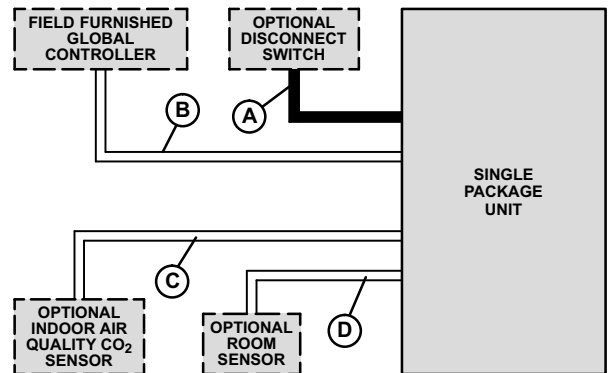 FIELD FURNISHED
GLOBAL
CONTROLLER
OPTIONAL
DISCONNECT
SWITCH
A
B
SINGLE
PACKAGE
UNIT
C
D
OPTIONAL
INDOOR AIR
QUALITY CO₂
SENSOR
OPTIONAL
ROOM
SENSOR